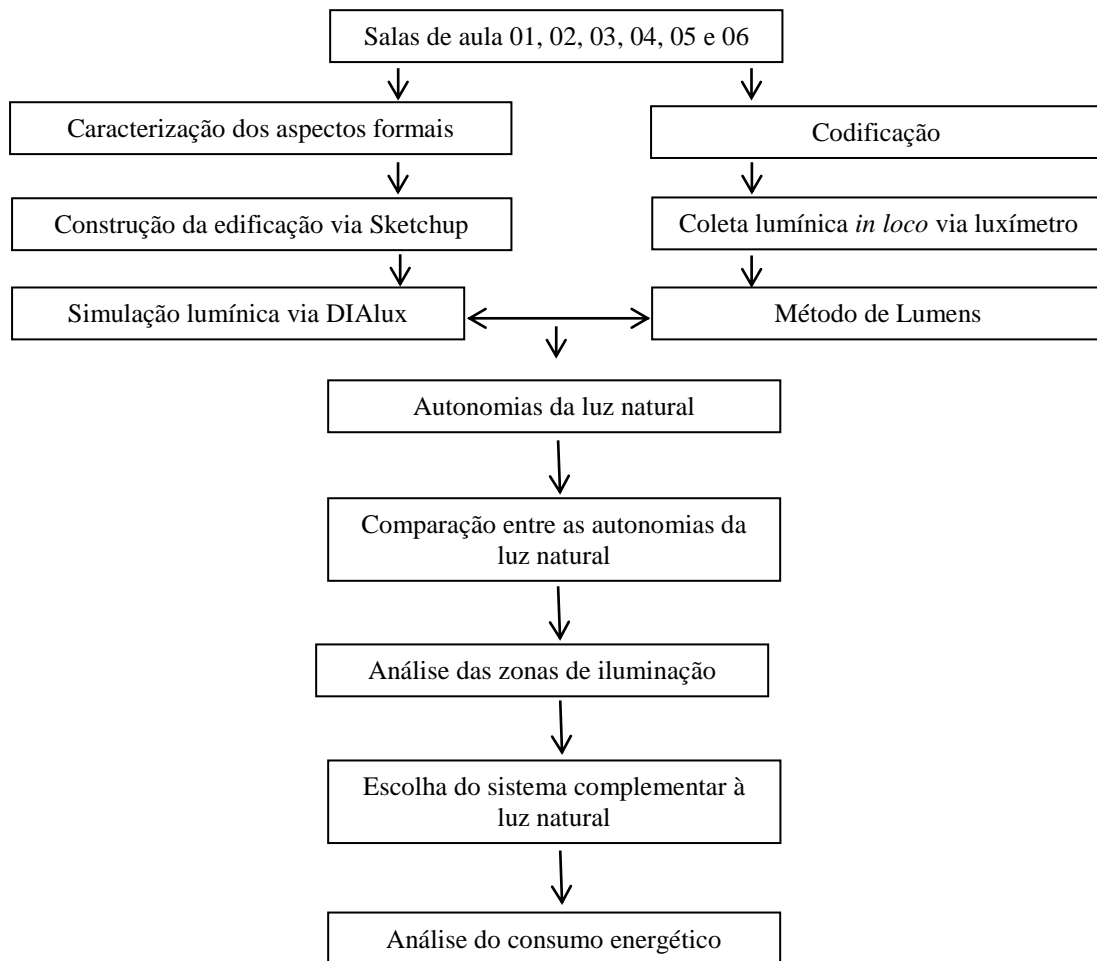 Salas de aula 01, 02, 03, 04, 05 e 06
Caracterização dos aspectos formais
Codificação
Construção da edificação via Sketchup
Coleta lumínica in loco via luxímetro
Simulação lumínica via DIAlux
Método de Lumens
Autonomias da luz natural
Comparação entre as autonomias da
luz natural
Análise das zonas de iluminação
Escolha do sistema complementar à
luz natural
Análise do consumo energético